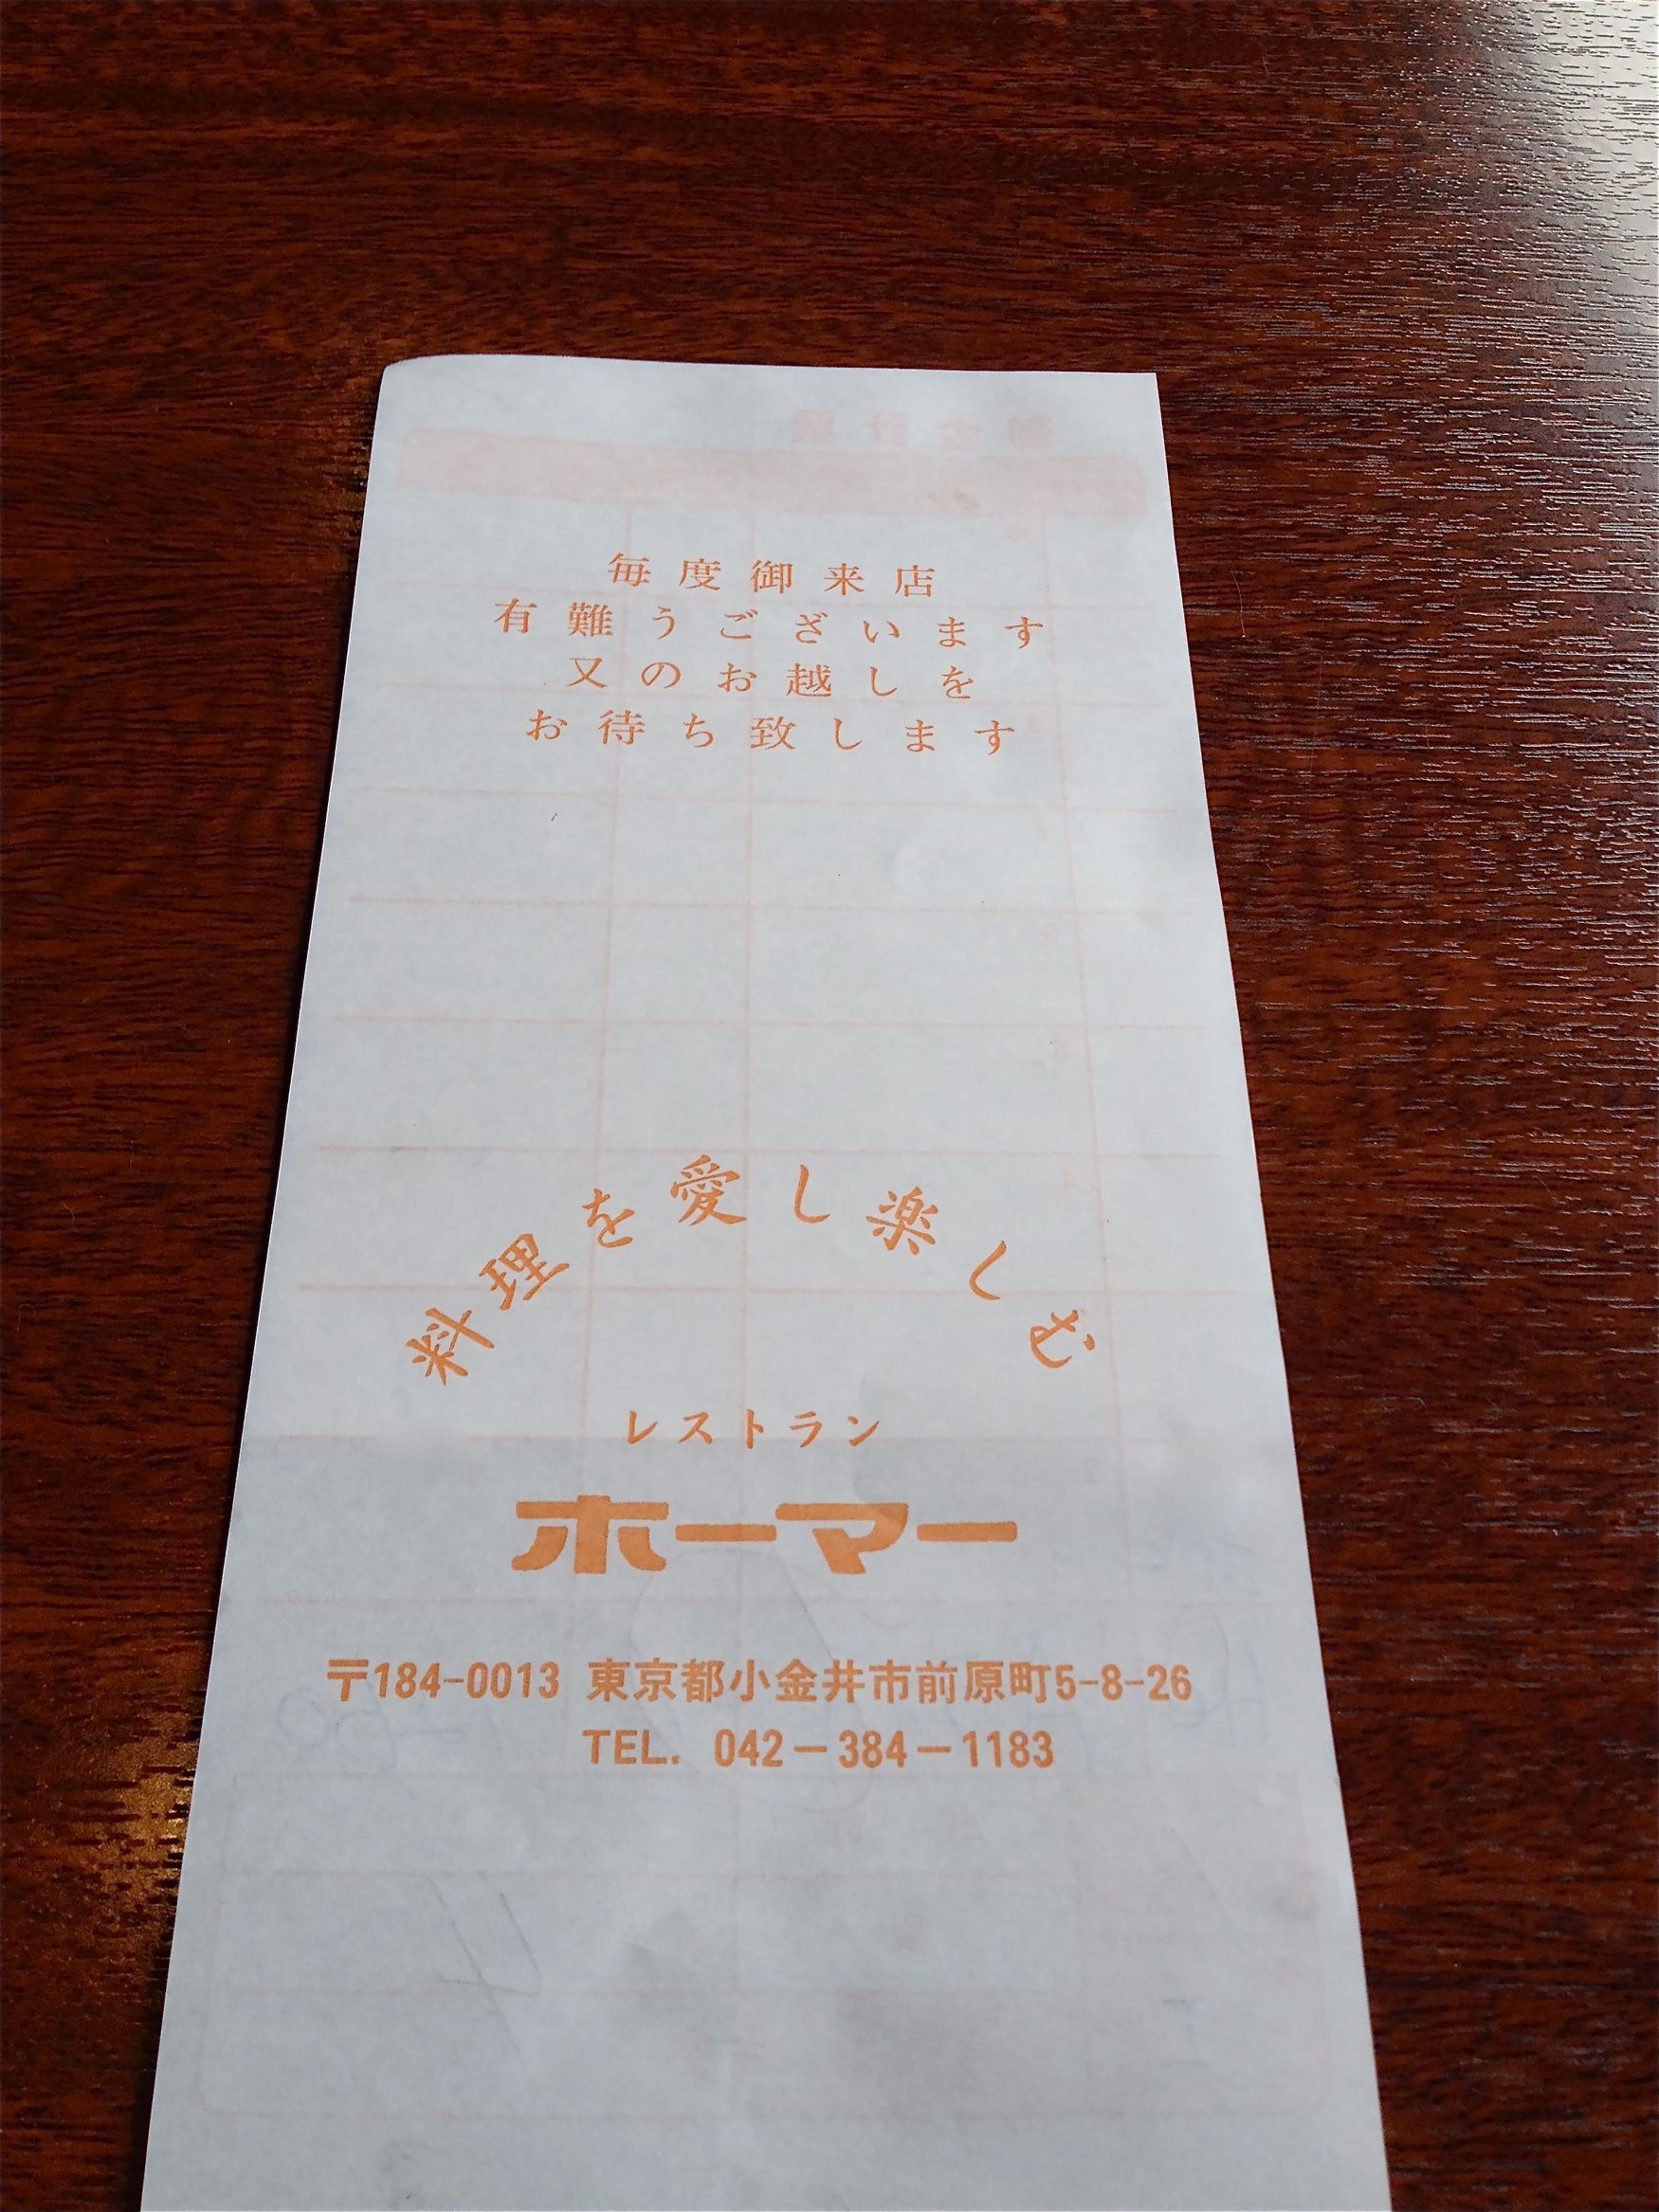 毎度御来店
有難うございます
又のお越しを
お待ち致します
料理を愛し楽しむ
レストラン
ホーマー
〒184-0013 東京都小金井市前原町5-8-26
TEL. 042-384-1183